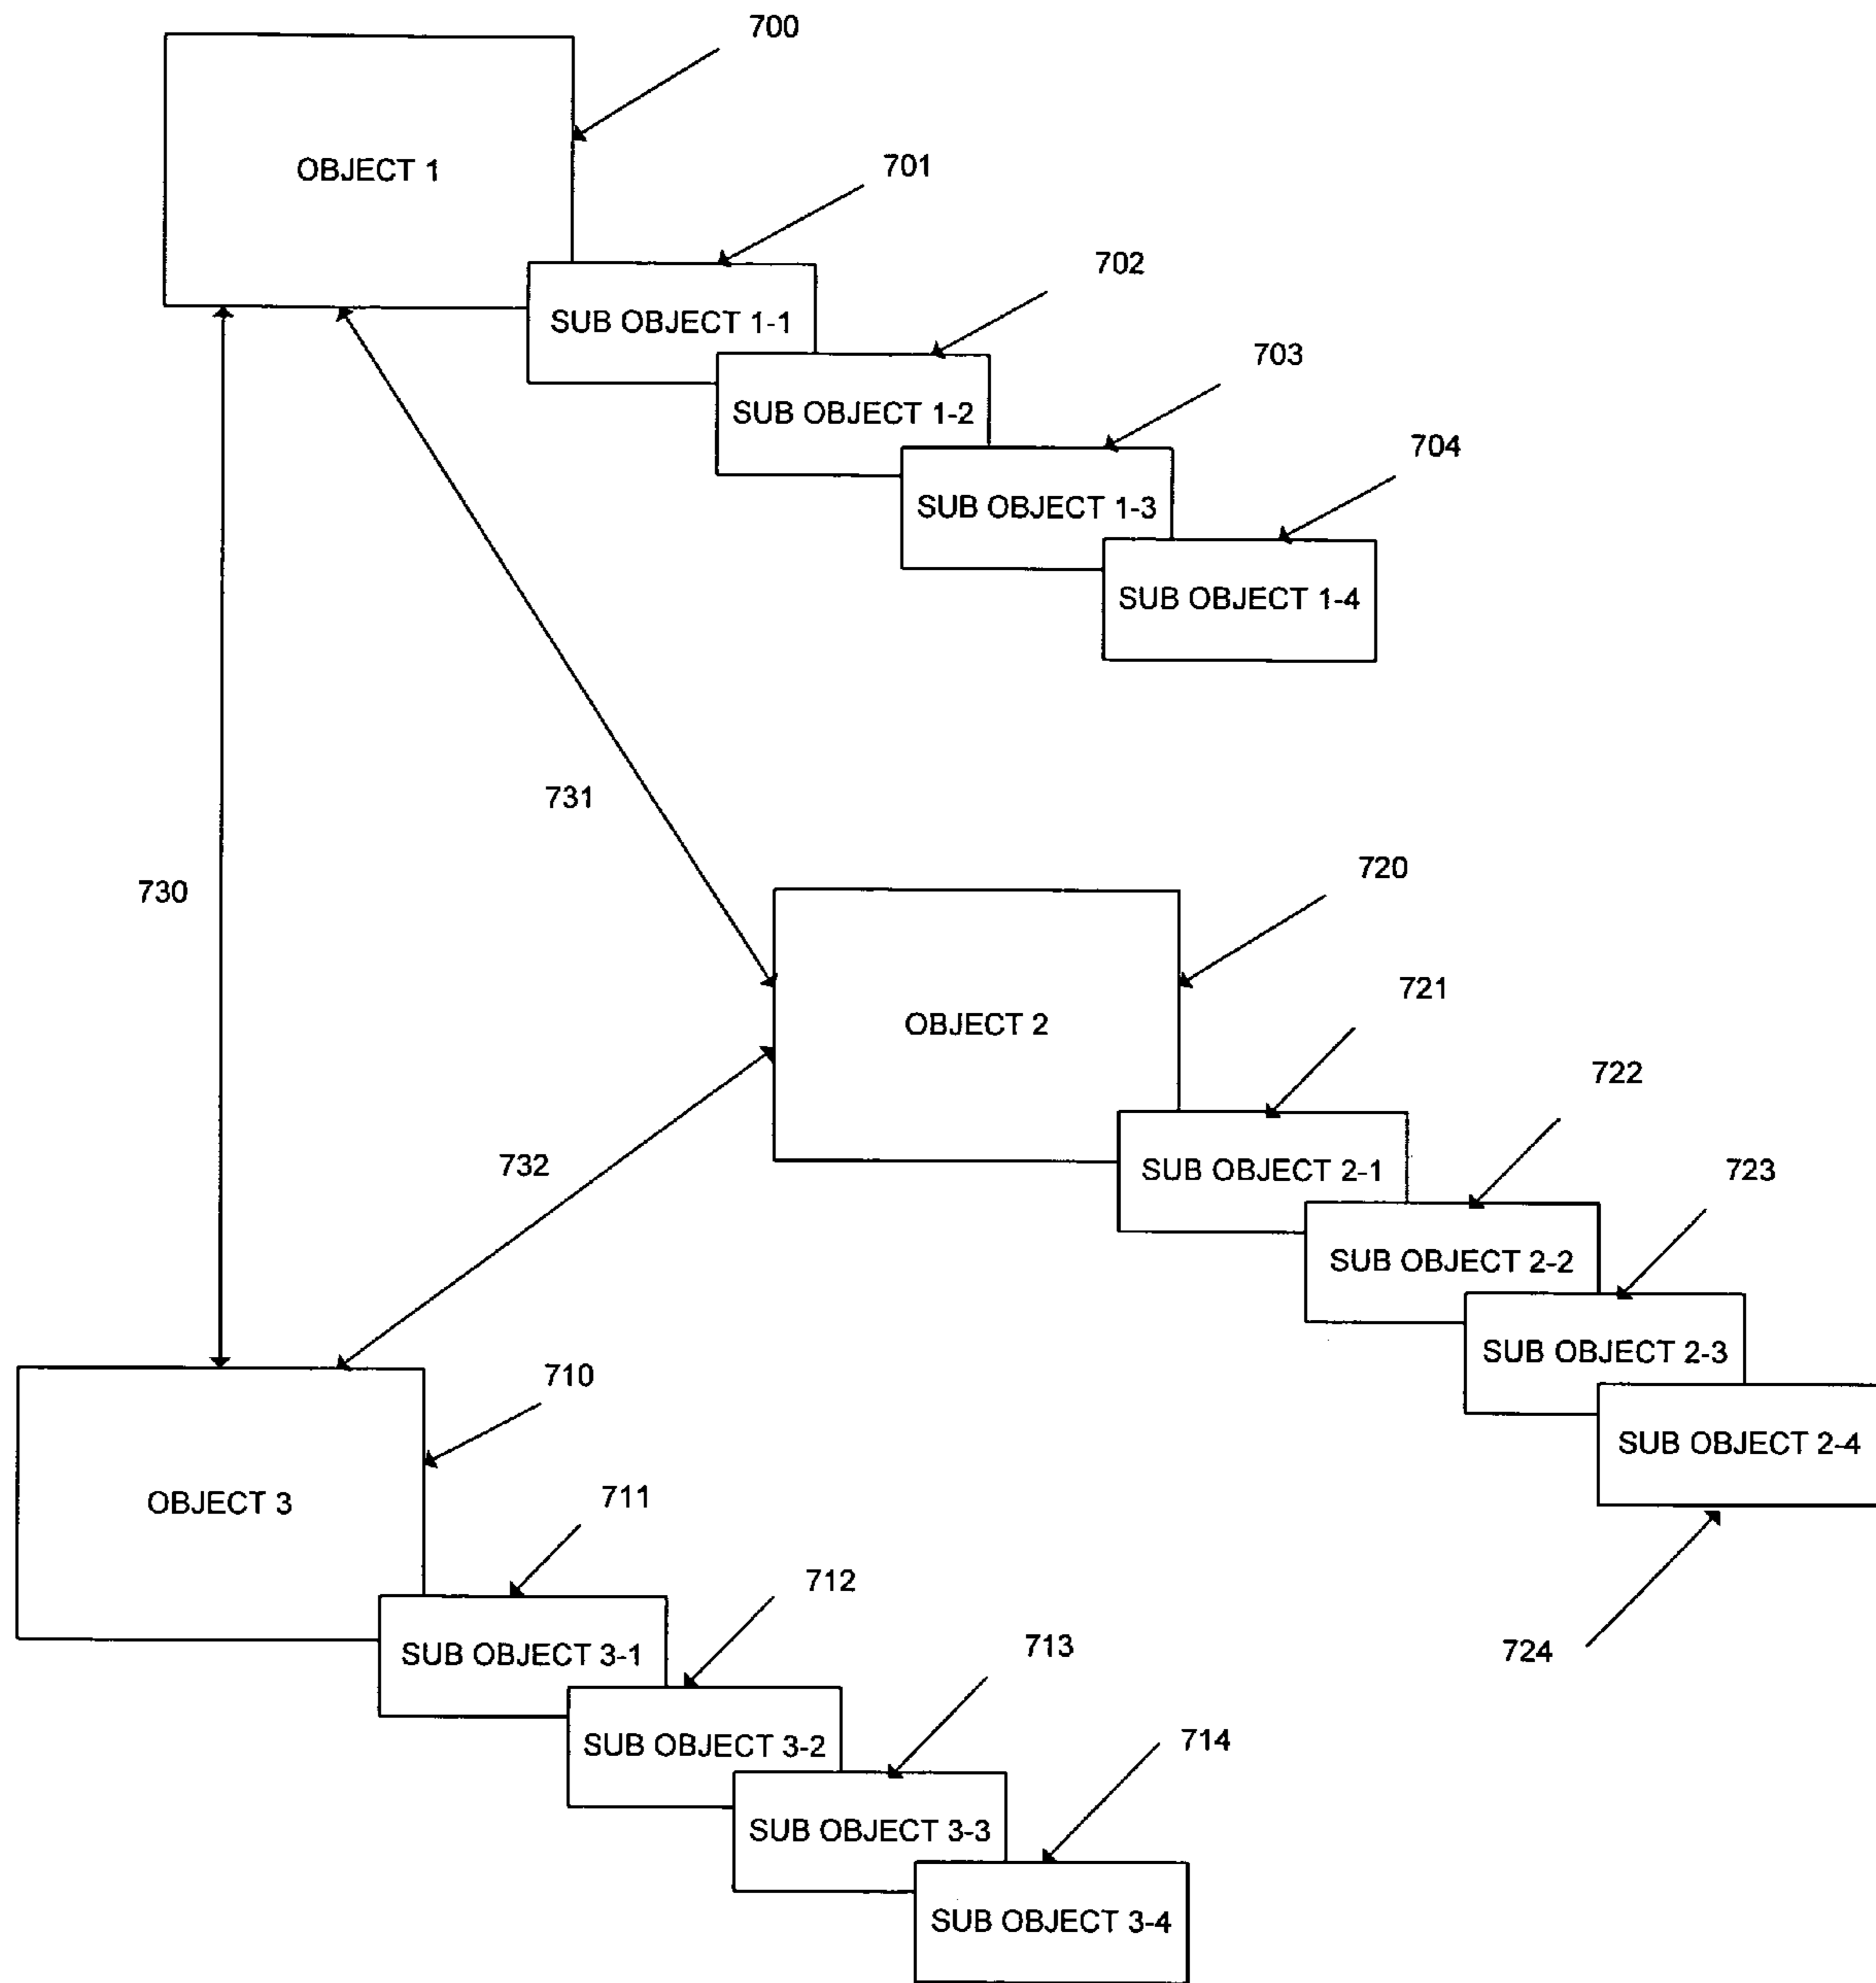 700
OBJECT 1
701
702
SUB OBJECT 1-1
703
SUB OBJECT 1-2
704
SUB OBJECT 1-3
SUB OBJECT 1-4
731
730
720
721
OBJECT 2
722
732
SUB OBJECT 2-1
723
SUB OBJECT 2-2
SUB OBJECT 2-3
710
SUB OBJECT 2-4
OBJECT 3
711
712
713
724
SUB OBJECT 3-1
SUB OBJECT 3-2
714
SUB OBJECT 3-3
SUB OBJECT 3-4